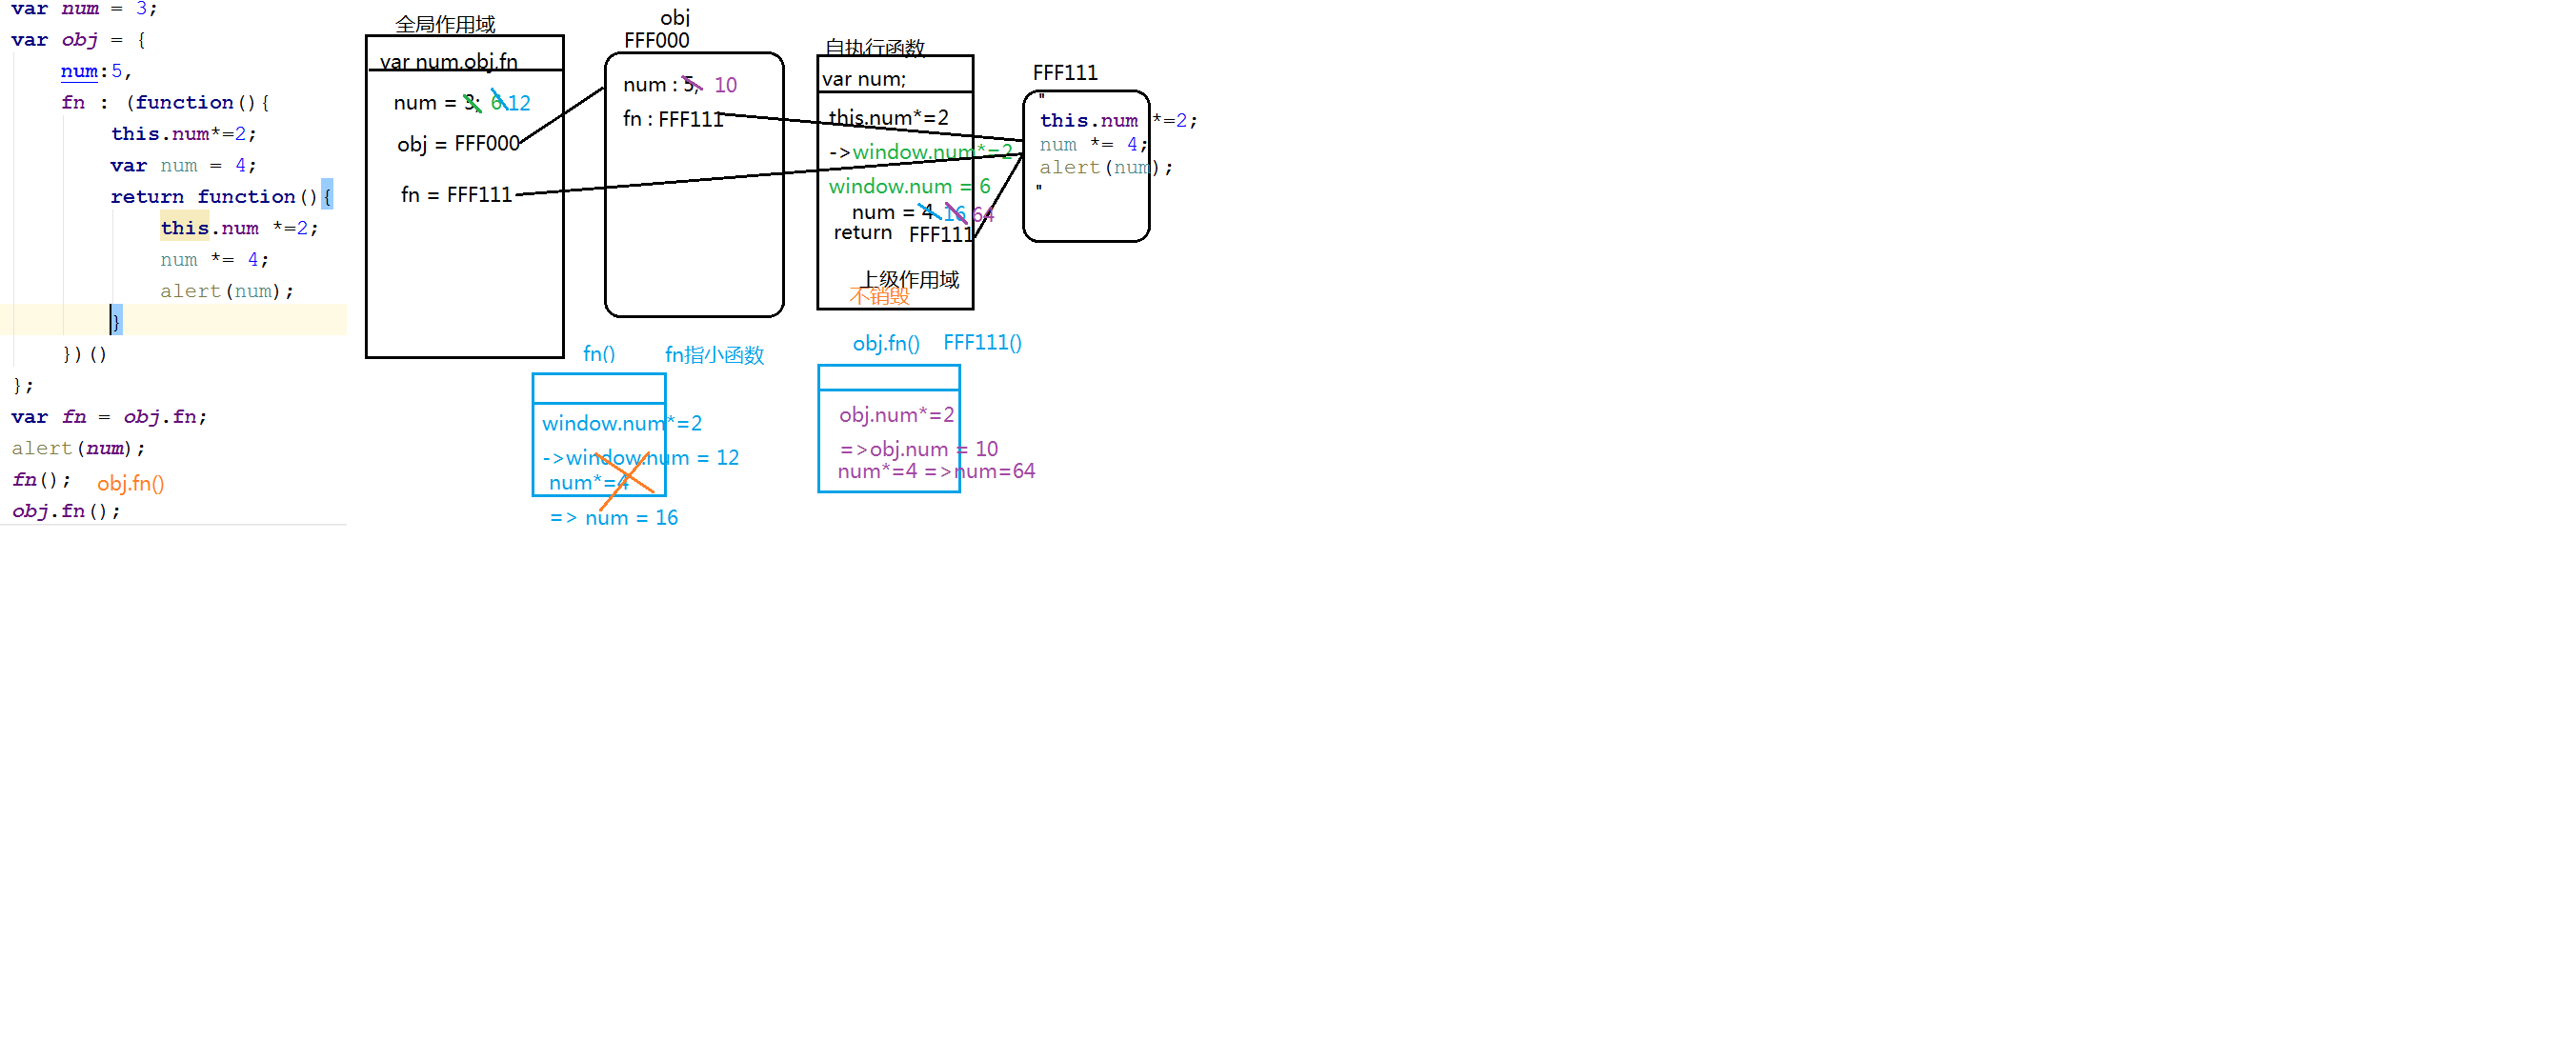 var num = 3;
var obj = {
num:5,
fn : (function(){
this.num*=2;
var num = 4;
return function(){
this.num *=2;
num *= 4;
alert(num);
}
})()
};
var fn = obj.fn;
alert(num);
fn(); obj.fn()
obj.fn();
全局作用域
var num.obj.fn
num = 3; 6 12
obj = FFF000
fn = FFF111
obj
FFF000
num : 5, 10
fn : FFF111
自执行函数
var num;
this.num*=2
->window.num*=2
window.num = 6
num = 4 16 64
return FFF111
上级作用域
不销毁
FFF111
"
this.num *=2;
num *= 4;
alert(num);
"
fn() fn指小函数
window.num*=2
->window.num = 12
num*=4
=> num = 16
obj.fn() FFF111()
obj.num*=2
=>obj.num = 10
num*=4 =>num=64